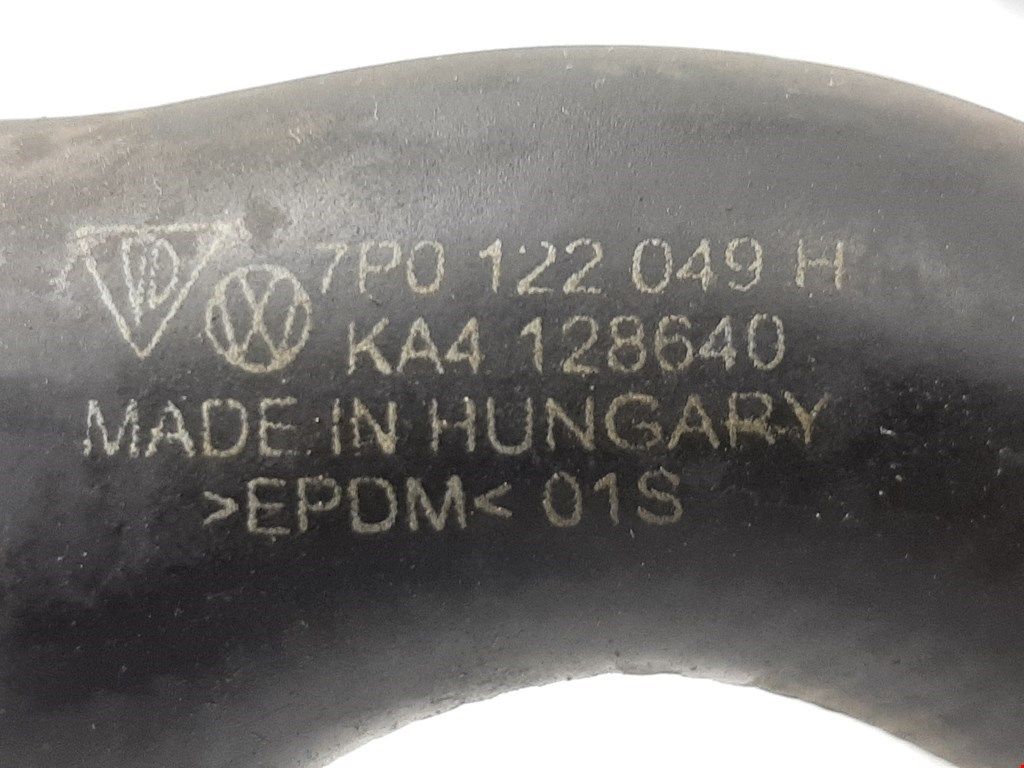 7P0 122 049 H
KA4 128640
MADE IN HUNGARY
>EPDM< 01S